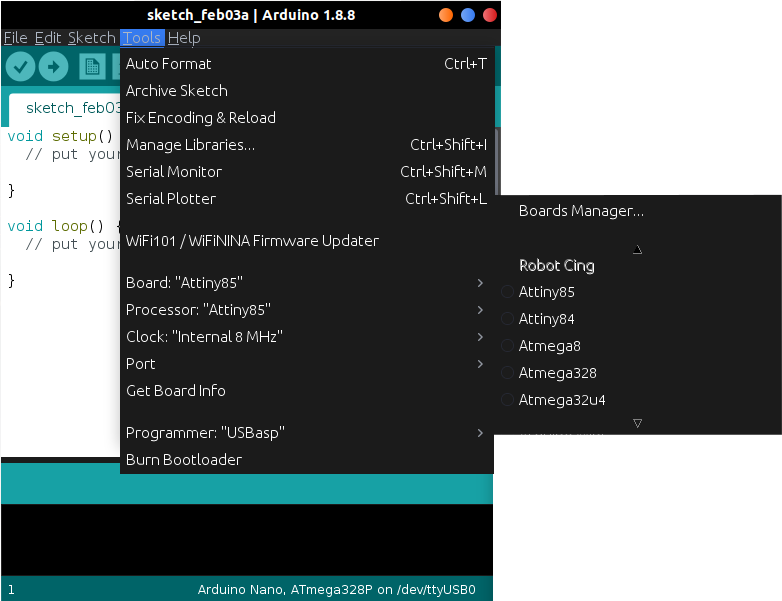 sketch_feb03a | Arduino 1.8.8
File Edit Sketch Tools Help
sketch_feb03
void setup()
// put your
}
void loop() {
// put your
}
Auto Format Ctrl+T
Archive Sketch
Fix Encoding & Reload
Manage Libraries... Ctrl+Shift+I
Serial Monitor Ctrl+Shift+M
Serial Plotter Ctrl+Shift+L
WiFi101 / WiFiNINA Firmware Updater
Board: "Attiny85"
Processor: "Attiny85"
Clock: "Internal 8 MHz"
Port
Get Board Info
Programmer: "USBasp"
Burn Bootloader
Boards Manager...
Robot Cing
Attiny85
Attiny84
Atmega8
Atmega328
Atmega32u4
1 Arduino Nano, ATmega328P on /dev/ttyUSB0